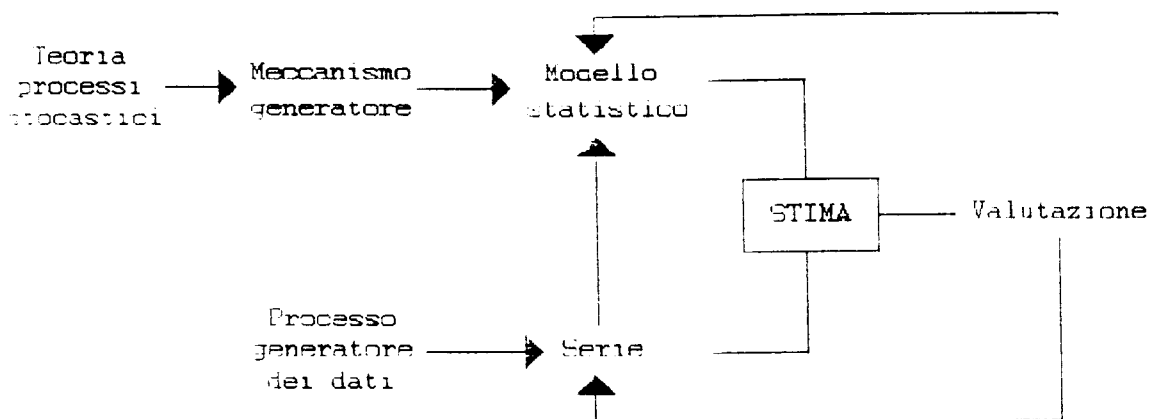 Teoria
processi
stocastici
Meccanismo
generatore
Modello
statistico
STIMA
Valutazione
Processo
generatore
dei dati
Serie